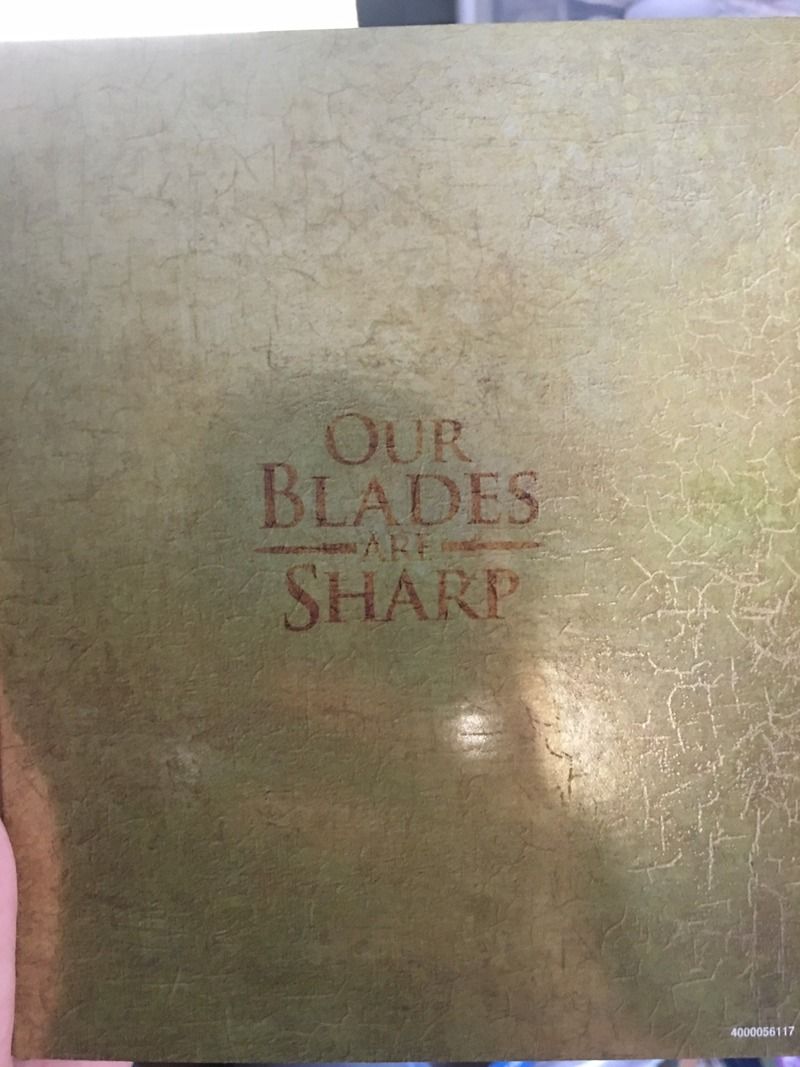 OUR
BLADES
ARE
SHARP
4000056117